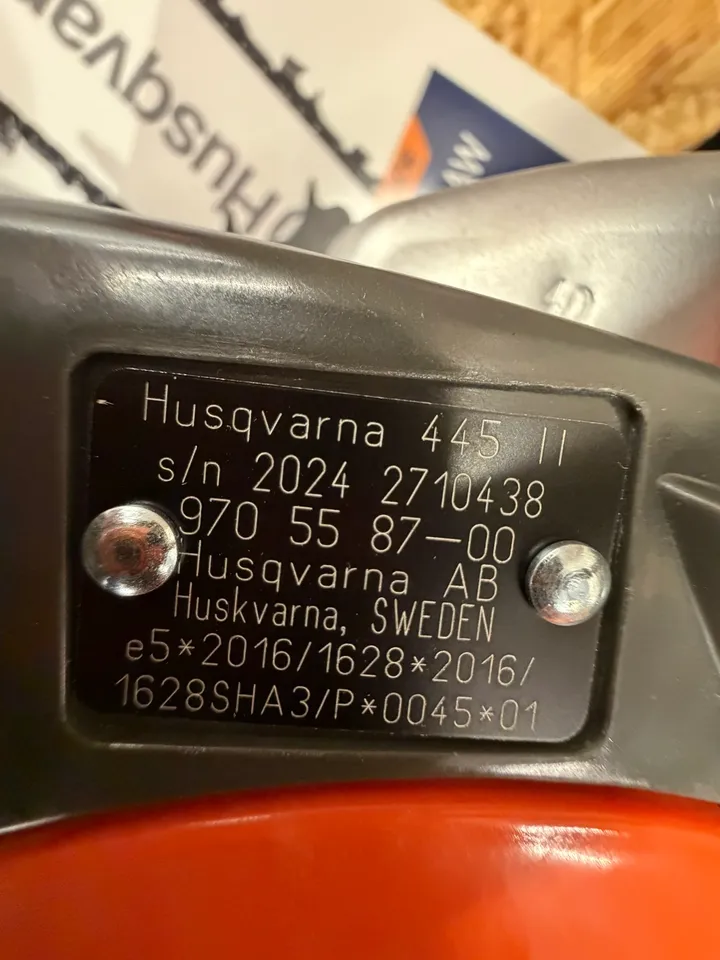 Husqvarna
Husqvarna 445 II
s/n 2024 2710438
970 55 87-00
Husqvarna AB
Huskvarna, SWEDEN
e5*2016/1628*2016/
1628SHA3/P*0045*01